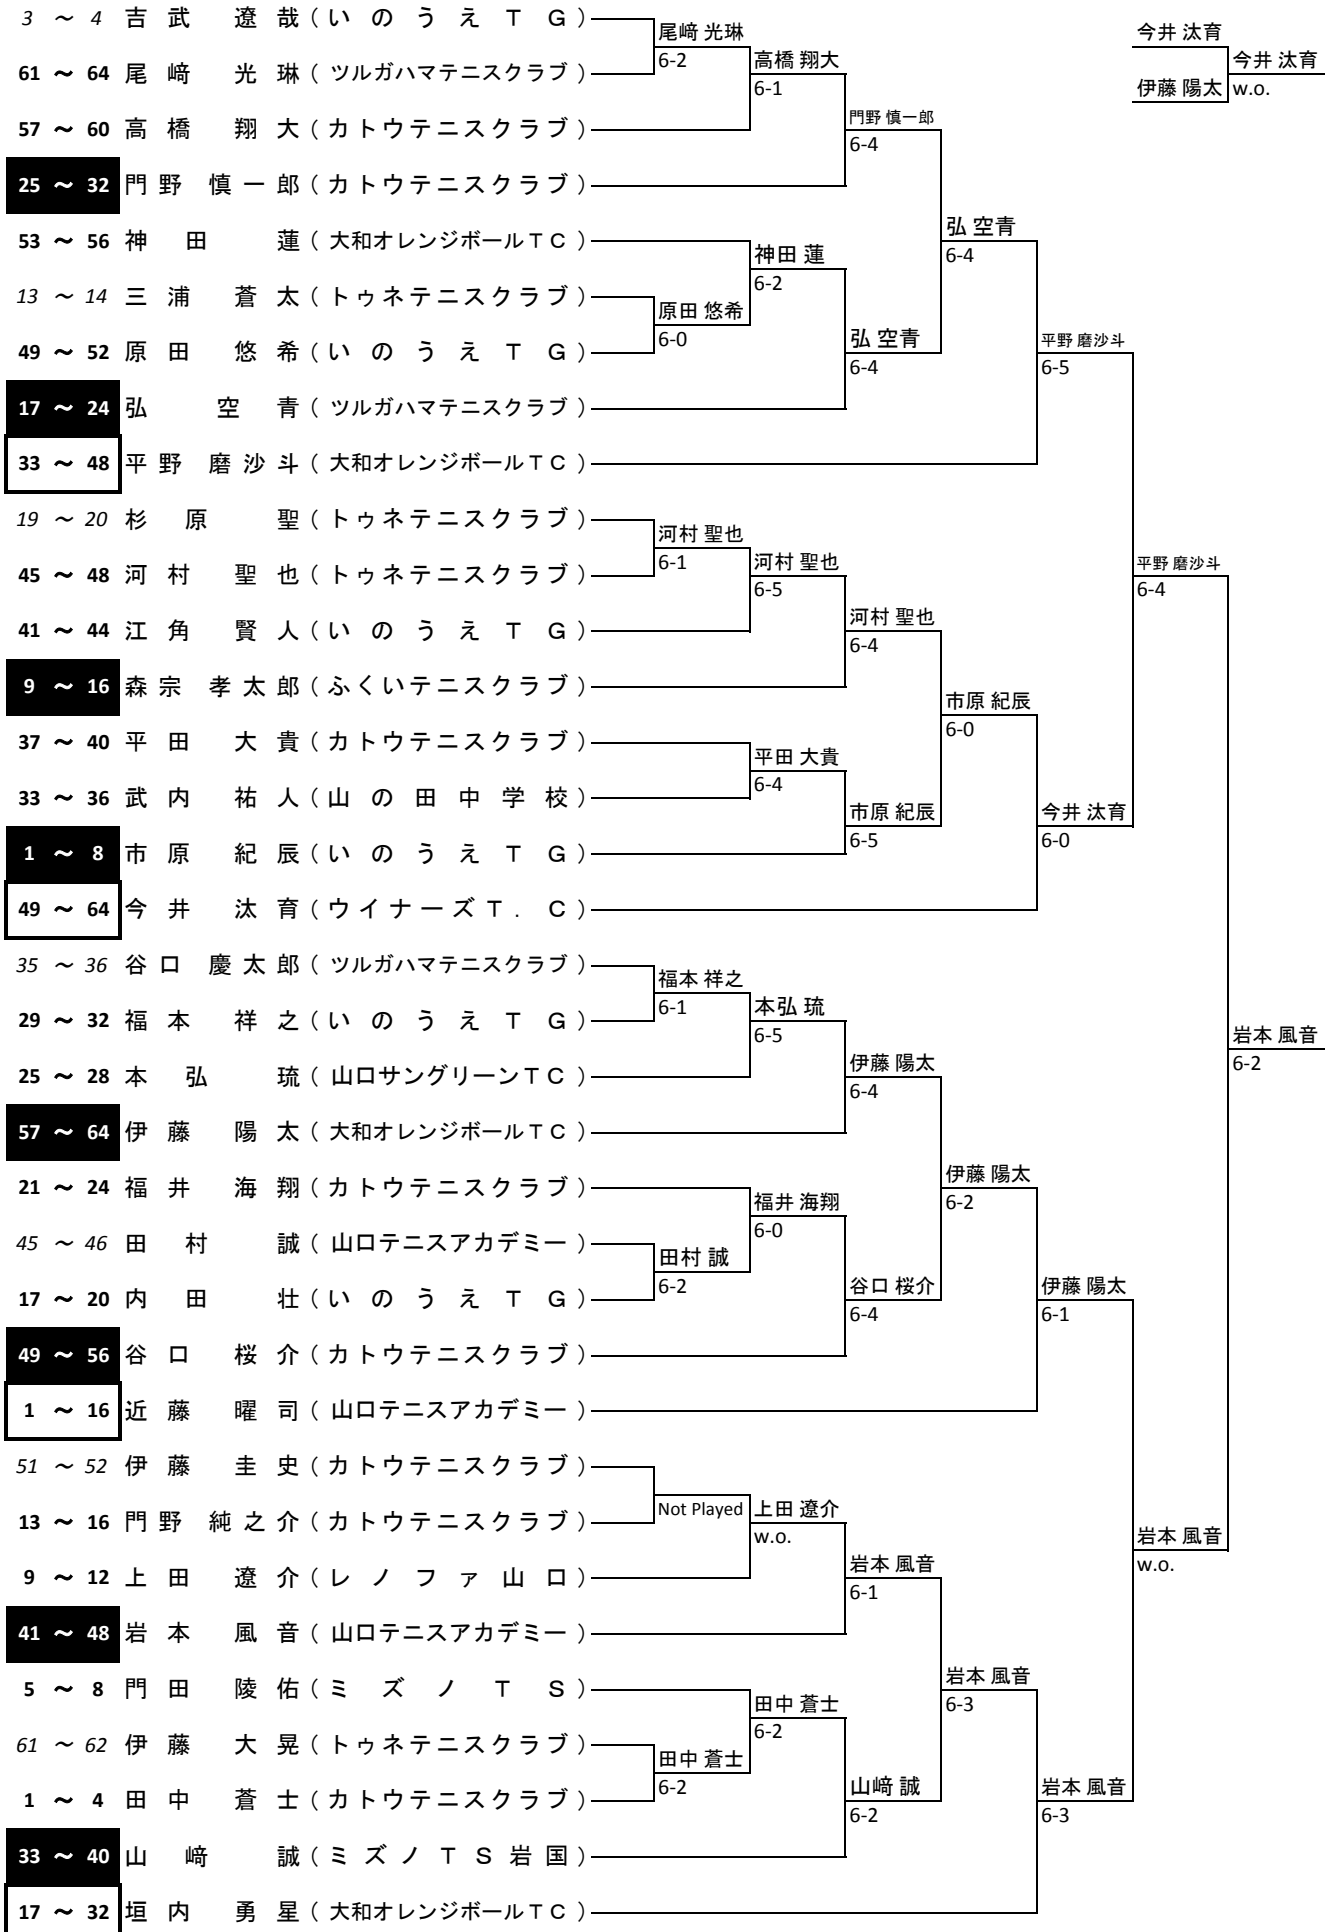 3 ～ 4 吉武 遼哉（いのうえＴＧ）
61 ～ 64 尾﨑 光琳（ツルガハマテニスクラブ）
57 ～ 60 高橋 翔大（カトウテニスクラブ）
25 ～ 32 門野 慎一郎（カトウテニスクラブ）
53 ～ 56 神田 蓮（大和オレンジボールＴＣ）
13 ～ 14 三浦 蒼太（トゥネテニスクラブ）
49 ～ 52 原田 悠希（いのうえＴＧ）
17 ～ 24 弘 空青（ツルガハマテニスクラブ）
33 ～ 48 平野 磨沙斗（大和オレンジボールＴＣ）
19 ～ 20 杉原 聖（トゥネテニスクラブ）
45 ～ 48 河村 聖也（トゥネテニスクラブ）
41 ～ 44 江角 賢人（いのうえＴＧ）
9 ～ 16 森宗 孝太郎（ふくいテニスクラブ）
37 ～ 40 平田 大貴（カトウテニスクラブ）
33 ～ 36 武内 祐人（山の田中学校）
1 ～ 8 市原 紀辰（いのうえＴＧ）
49 ～ 64 今井 汰育（ウイナーズＴ．Ｃ）
35 ～ 36 谷口 慶太郎（ツルガハマテニスクラブ）
29 ～ 32 福本 祥之（いのうえＴＧ）
25 ～ 28 本弘 琉（山口サングリーンＴＣ）
57 ～ 64 伊藤 陽太（大和オレンジボールＴＣ）
21 ～ 24 福井 海翔（カトウテニスクラブ）
45 ～ 46 田村 誠（山口テニスアカデミー）
17 ～ 20 内田 壮（いのうえＴＧ）
49 ～ 56 谷口 桜介（カトウテニスクラブ）
1 ～ 16 近藤 曜司（山口テニスアカデミー）
51 ～ 52 伊藤 圭史（カトウテニスクラブ）
13 ～ 16 門野 純之介（カトウテニスクラブ）
9 ～ 12 上田 遼介（レノファ山口）
41 ～ 48 岩本 風音（山口テニスアカデミー）
5 ～ 8 門田 陵佑（ミズノＴＳ）
61 ～ 62 伊藤 大晃（トゥネテニスクラブ）
1 ～ 4 田中 蒼士（カトウテニスクラブ）
33 ～ 40 山﨑 誠（ミズノＴＳ岩国）
17 ～ 32 垣内 勇星（大和オレンジボールＴＣ）
尾﨑 光琳
6-2
原田 悠希
6-0
河村 聖也
6-1
福本 祥之
6-1
田村 誠
6-2
Not Played
田中 蒼士
6-2
高橋 翔大
6-1
神田 蓮
6-2
河村 聖也
6-5
平田 大貴
6-4
本弘 琉
6-5
福井 海翔
6-0
上田 遼介
w.o.
田中 蒼士
6-2
門野 慎一郎
6-4
弘 空青
6-4
河村 聖也
6-4
市原 紀辰
6-5
伊藤 陽太
6-4
谷口 桜介
6-4
岩本 風音
6-1
山﨑 誠
6-2
弘 空青
6-4
市原 紀辰
6-0
伊藤 陽太
6-2
岩本 風音
6-3
平野 磨沙斗
6-5
今井 汰育
6-0
伊藤 陽太
6-1
岩本 風音
6-3
平野 磨沙斗
6-4
岩本 風音
w.o.
岩本 風音
6-2
今井 汰育
伊藤 陽太
今井 汰育
w.o.